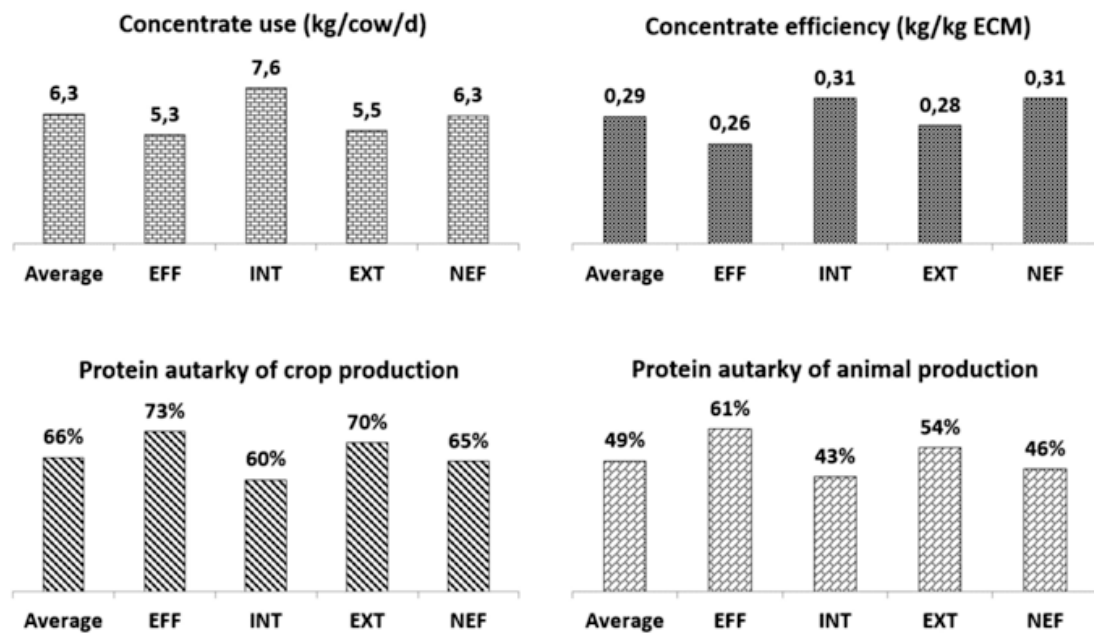 Concentrate use (kg/cow/d)
6,3
5,3
7,6
5,5
6,3
Average EFF INT EXT NEF
Concentrate efficiency (kg/kg ECM)
0,29
0,26
0,31
0,28
0,31
Average EFF INT EXT NEF
Protein autarky of crop production
66%
73%
60%
70%
65%
Average EFF INT EXT NEF
Protein autarky of animal production
49%
61%
43%
54%
46%
Average EFF INT EXT NEF